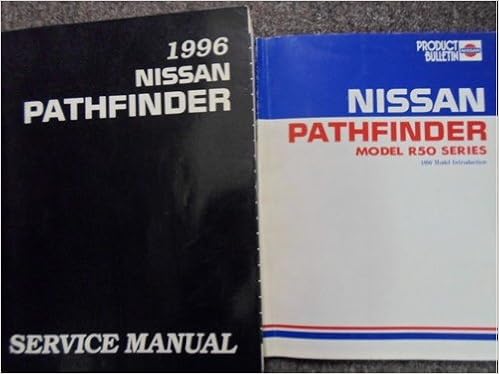 1996
NISSAN
PATHFINDER
SERVICE MANUAL
PRODUCT
BULLETIN
NISSAN
NISSAN
PATHFINDER
MODEL R50 SERIES
1996 Model Introduction